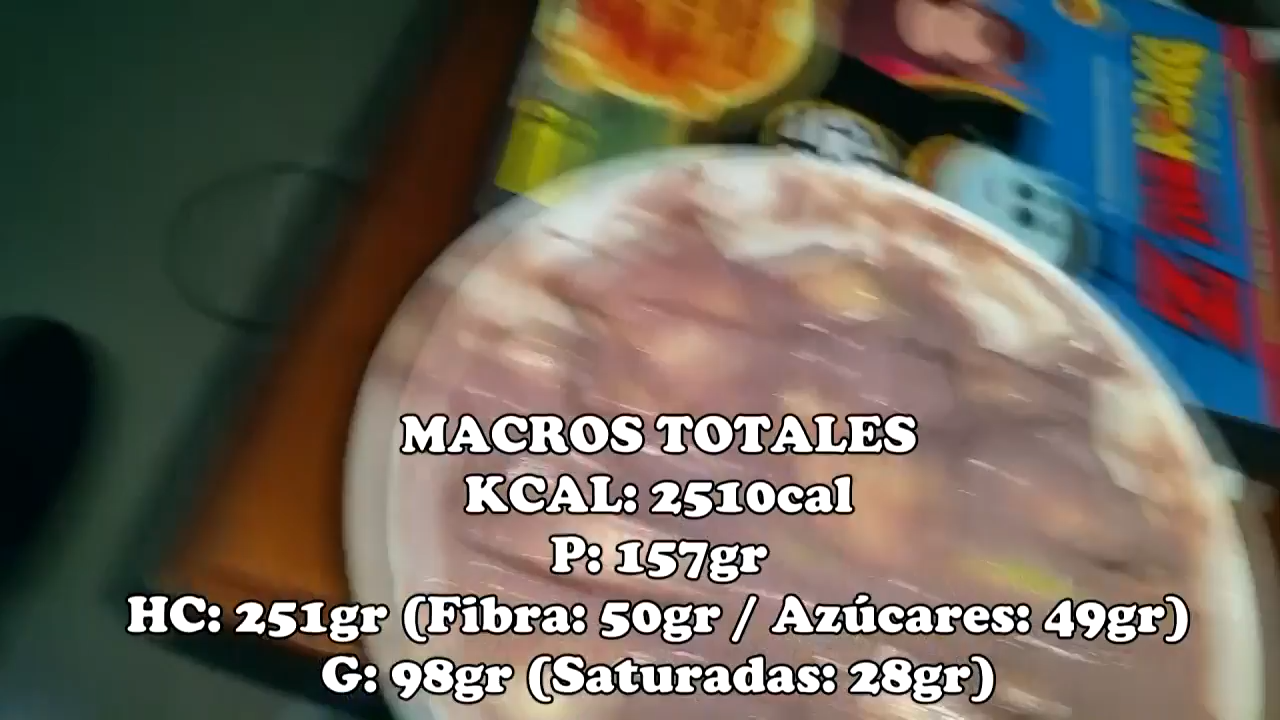 MACROS TOTALES
KCAL: 2510cal
P: 157gr
HC: 251gr (Fibra: 50gr / Azúcares: 49gr)
G: 98gr (Saturadas: 28gr)